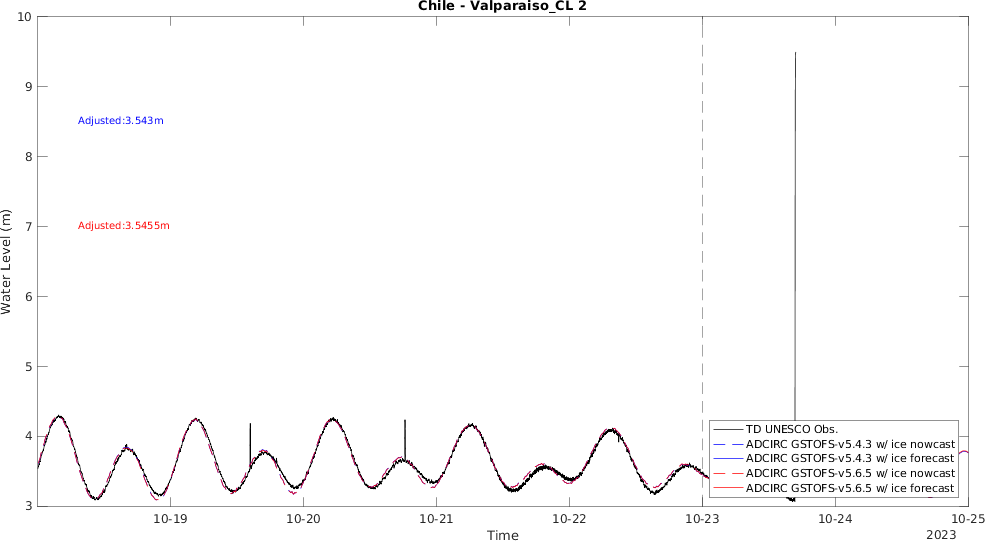 Chile - Valparaiso_CL 2
10
9
8
7
6
5
4
3
Water Level (m)
Adjusted:3.543m
Adjusted:3.5455m
TD UNESCO Obs.
ADCIRC GSTOFS-v5.4.3 w/ ice nowcast
ADCIRC GSTOFS-v5.4.3 w/ ice forecast
ADCIRC GSTOFS-v5.6.5 w/ ice nowcast
ADCIRC GSTOFS-v5.6.5 w/ ice forecast
10-19 10-20 10-21 10-22 10-23 10-24 10-25
Time
2023